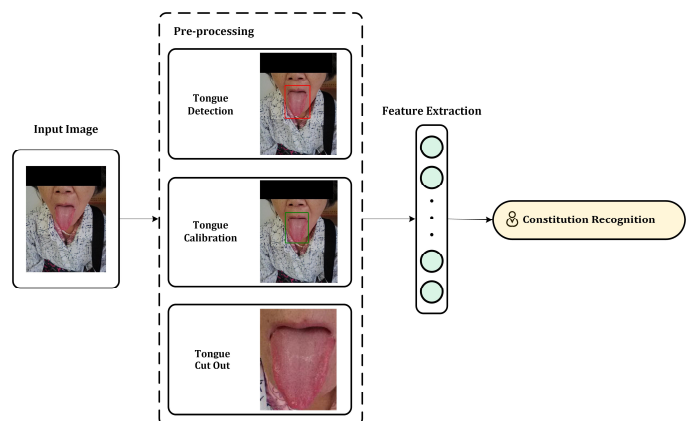 Pre-processing
Tongue
Detection
Feature Extraction
Input Image
Tongue
Calibration
Constitution Recognition
Tongue
Cut Out